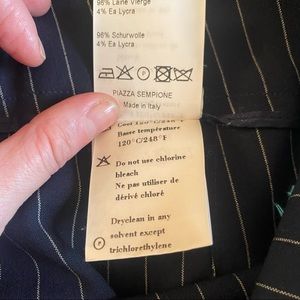 96% Laine Vierge
4% Ea Lycra
96% Schurwolle
4% Ea Lycra
PIAZZA SEMPIONE
Made in Italy
Cool
Basse température
120°C/248°F
Do not use chlorine
bleach
Ne pas utiliser de
dérivé chloré
Dryclean in any
solvent except
trichlorethylene